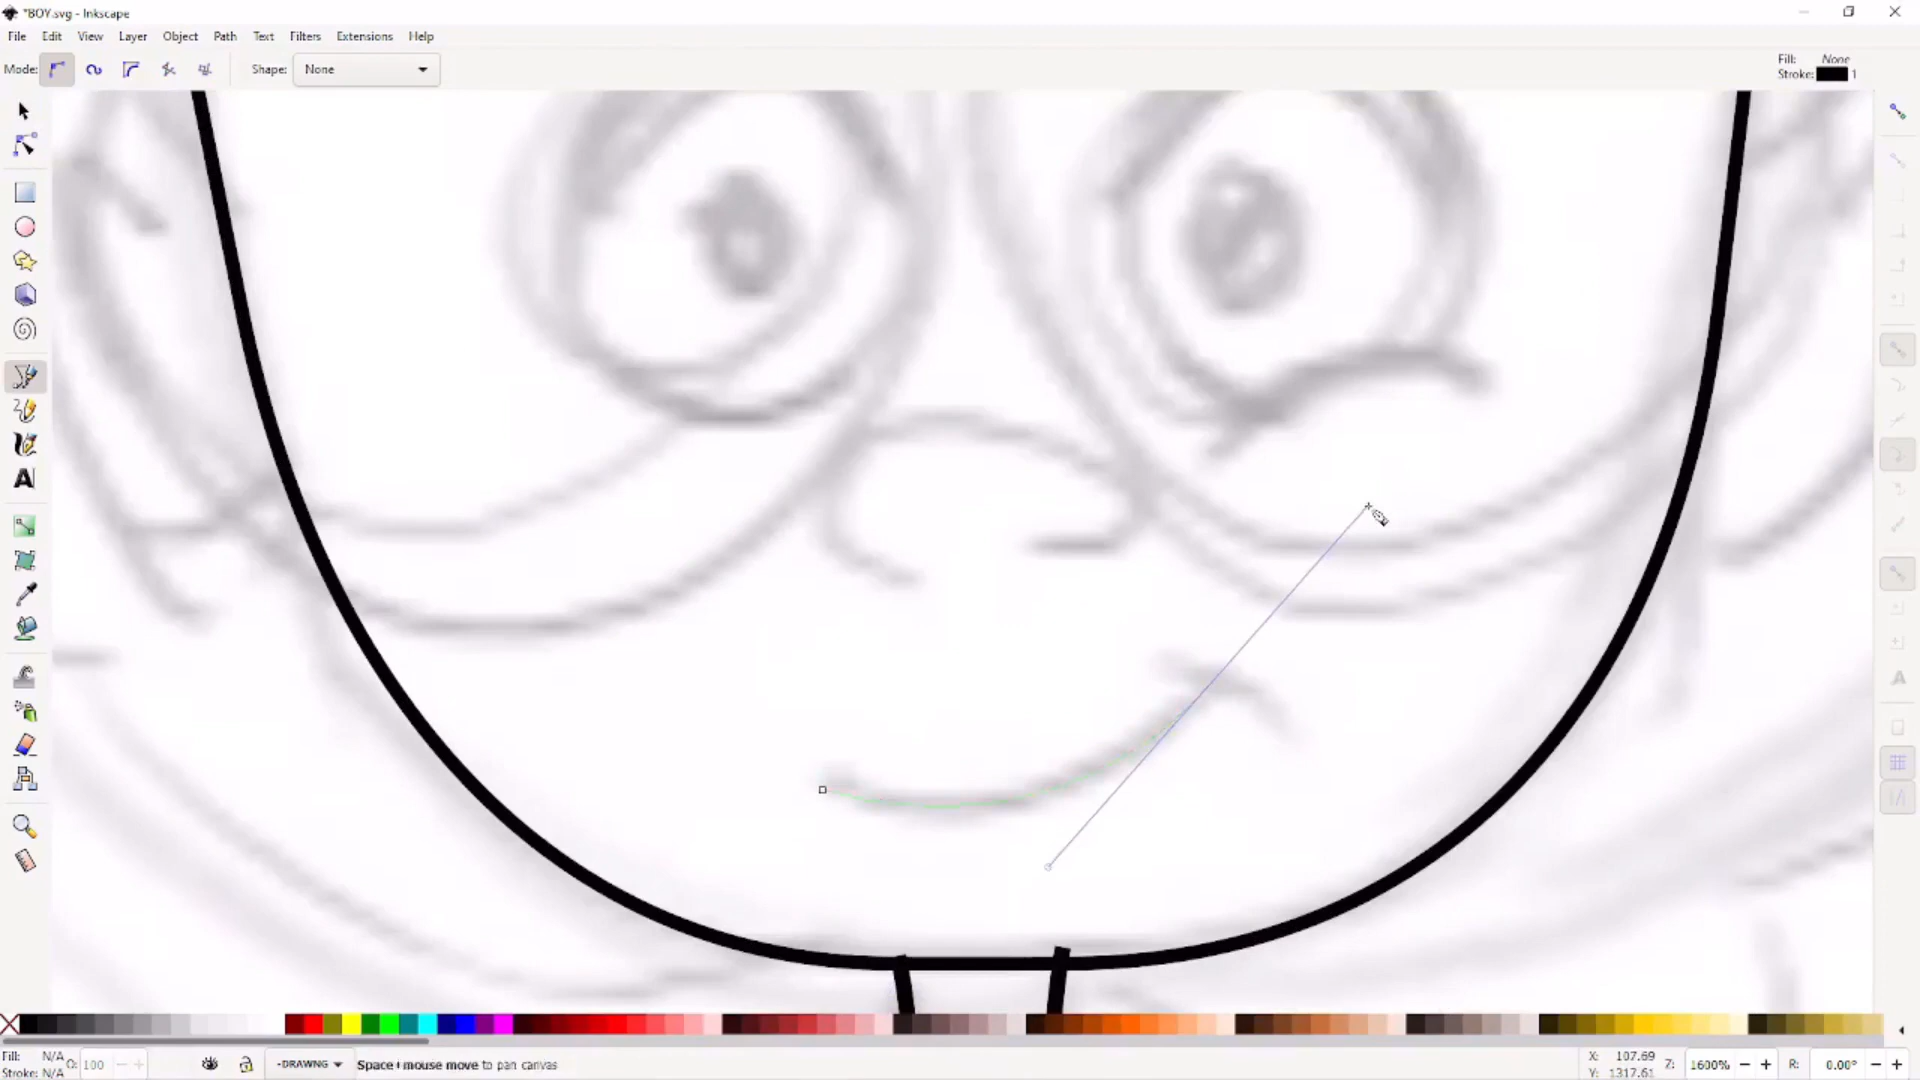 *BOY.svg - Inkscape
File Edit View Layer Object Path Text Filters Extensions Help
Mode: Shape: None
Fill: None
Stroke: 1
Fill: N/A O: 100
Stroke: N/A
-DRAWNG
Space+mouse move to pan canvas
X: 107.69
Y: 1317.61
Z: 1600%
R: 0.00°